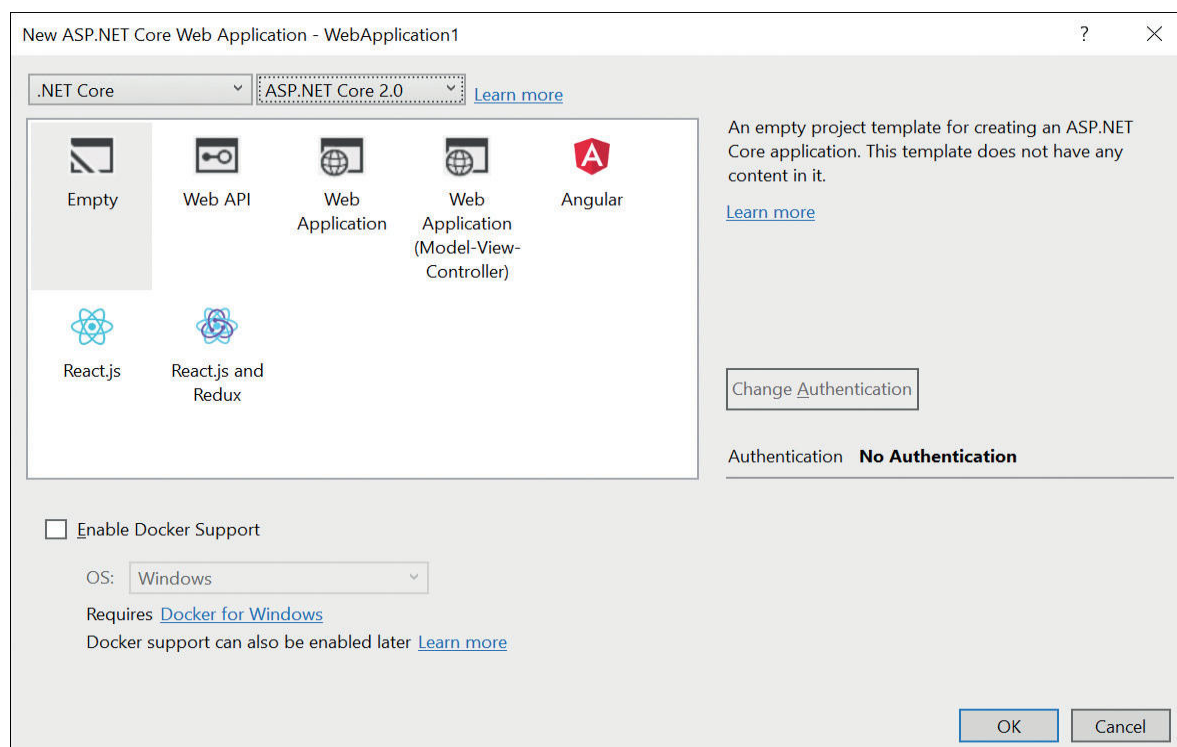 New ASP.NET Core Web Application - WebApplication1 ?
.NET Core ASP.NET Core 2.0 Learn more
Empty
Web API
Web
Application
Web
Application
(Model-View-
Controller)
Angular
React.js
React.js and
Redux
An empty project template for creating an ASP.NET
Core application. This template does not have any
content in it.
Learn more
Change Authentication
Authentication No Authentication
Enable Docker Support
OS: Windows
Requires Docker for Windows
Docker support can also be enabled later Learn more
OK Cancel